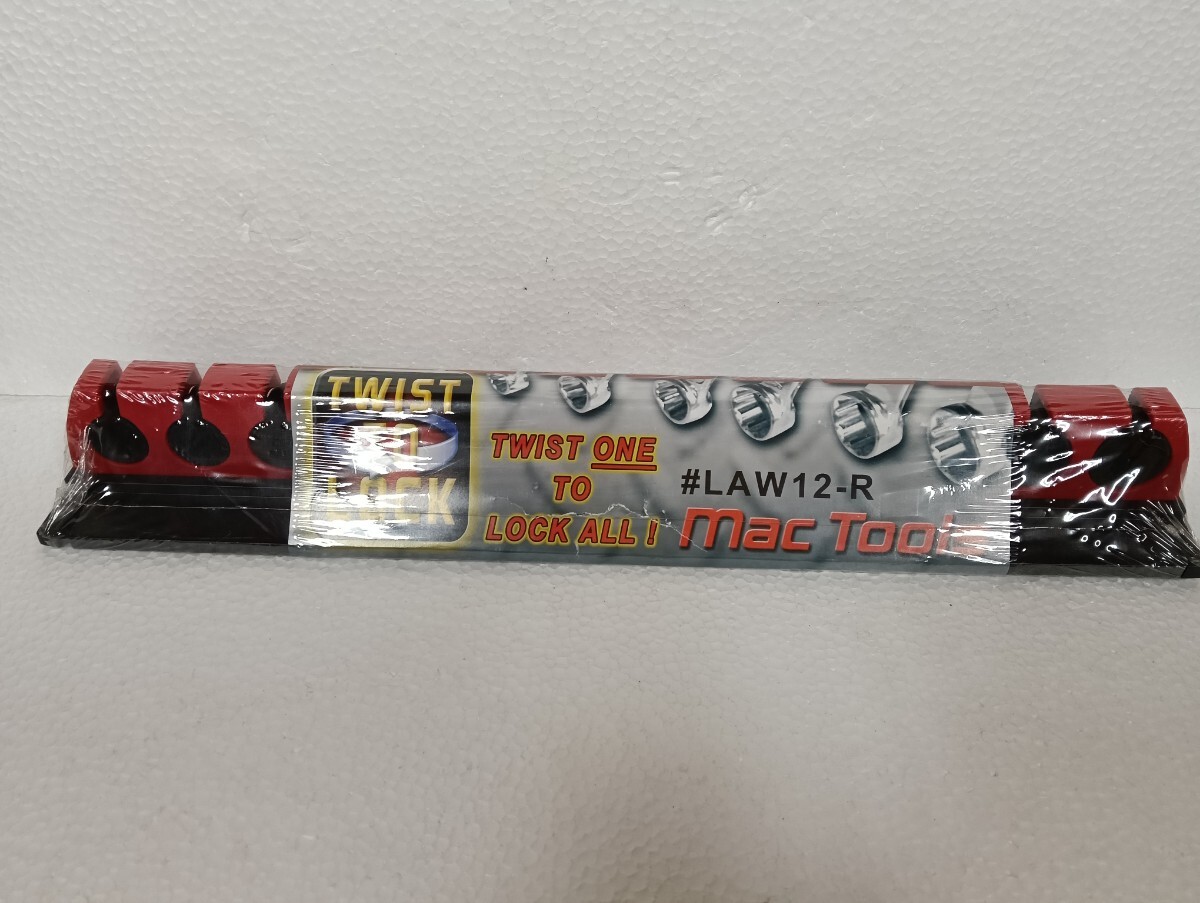 TWIST
TO
LOCK
TWIST ONE
TO
LOCK ALL !
#LAW12-R
Mac Tools